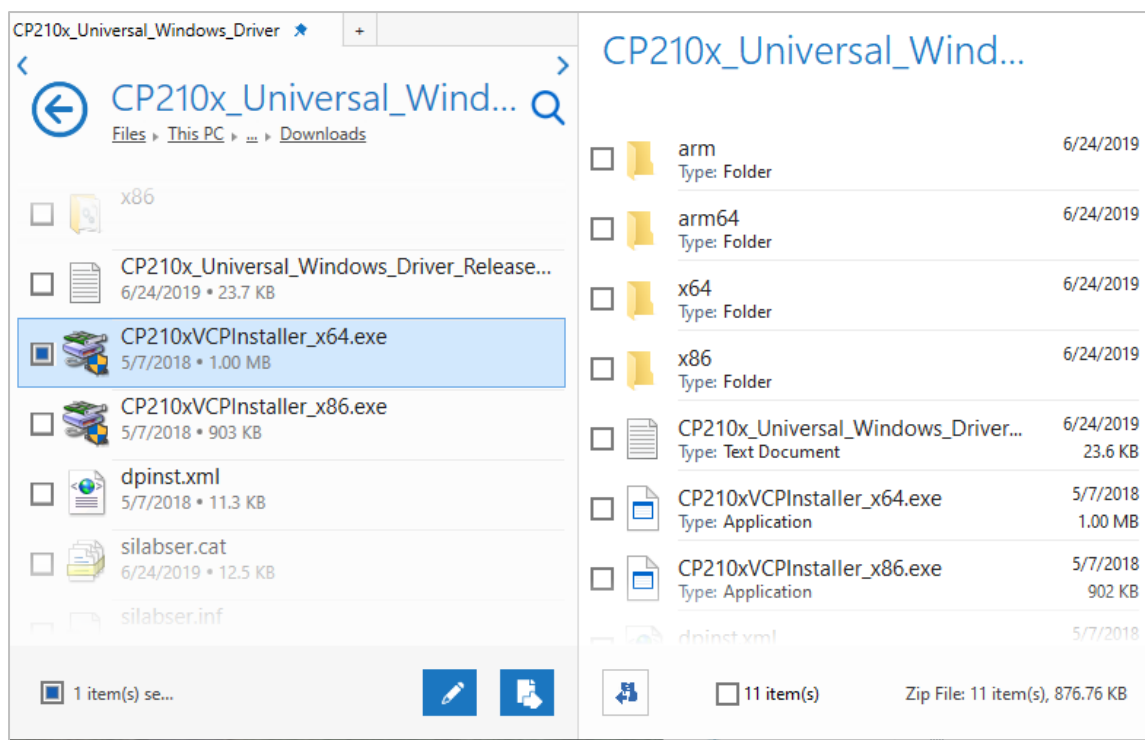 CP210x_Universal_Windows_Driver
+
CP210x_Universal_Wind...
Files ▸ This PC ▸ ... ▸ Downloads
x86
CP210x_Universal_Windows_Driver_Release...
6/24/2019 • 23.7 KB
CP210xVCPInstaller_x64.exe
5/7/2018 • 1.00 MB
CP210xVCPInstaller_x86.exe
5/7/2018 • 903 KB
dpinst.xml
5/7/2018 • 11.3 KB
silabser.cat
6/24/2019 • 12.5 KB
silabser.inf
1 item(s) se...
CP210x_Universal_Wind...
arm 6/24/2019
Type: Folder
arm64 6/24/2019
Type: Folder
x64 6/24/2019
Type: Folder
x86 6/24/2019
Type: Folder
CP210x_Universal_Windows_Driver... 6/24/2019
Type: Text Document 23.6 KB
CP210xVCPInstaller_x64.exe 5/7/2018
Type: Application 1.00 MB
CP210xVCPInstaller_x86.exe 5/7/2018
Type: Application 902 KB
dpinst.xml 5/7/2018
11 item(s) Zip File: 11 item(s), 876.76 KB